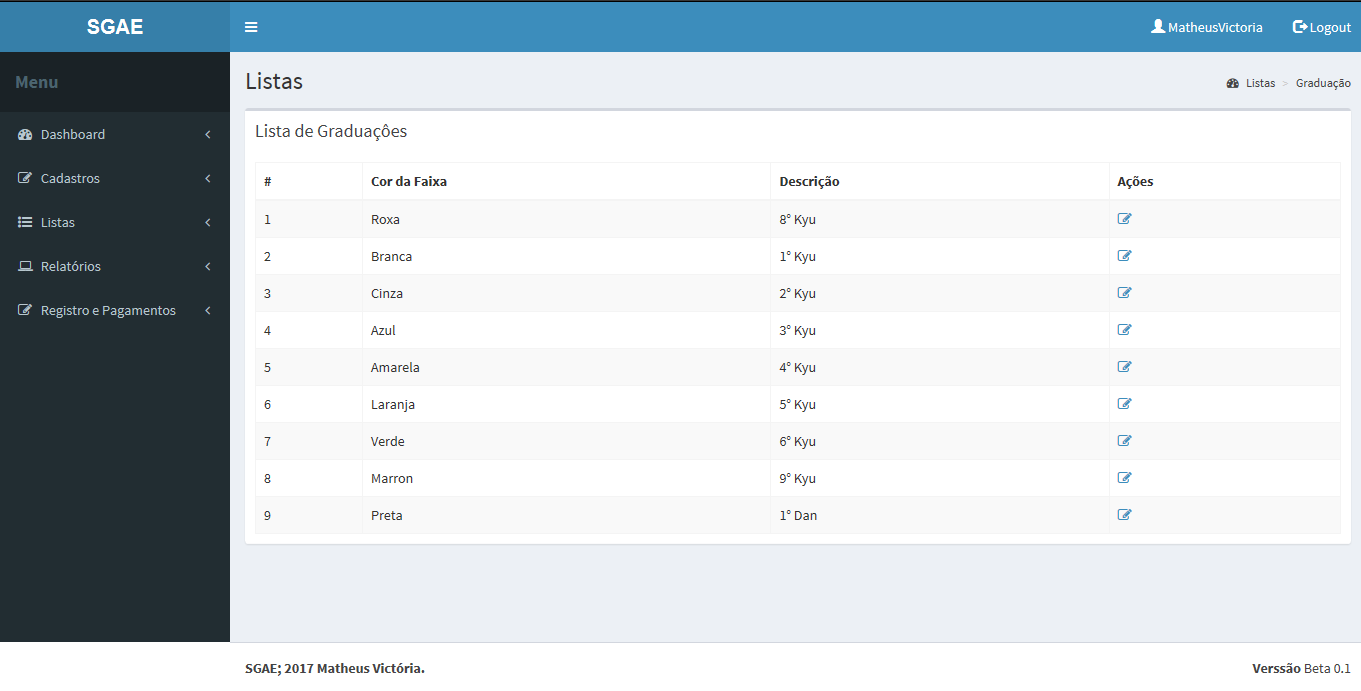 SGAE
MatheusVictoria
Logout
Menu
Listas
Listas > Graduação
Dashboard
Cadastros
Listas
Relatórios
Registro e Pagamentos
Lista de Graduaçôes
# Cor da Faixa Descrição Ações
1 Roxa 8° Kyu
2 Branca 1° Kyu
3 Cinza 2° Kyu
4 Azul 3° Kyu
5 Amarela 4° Kyu
6 Laranja 5° Kyu
7 Verde 6° Kyu
8 Marron 9° Kyu
9 Preta 1° Dan
SGAE; 2017 Matheus Victória.
Verssão Beta 0.1